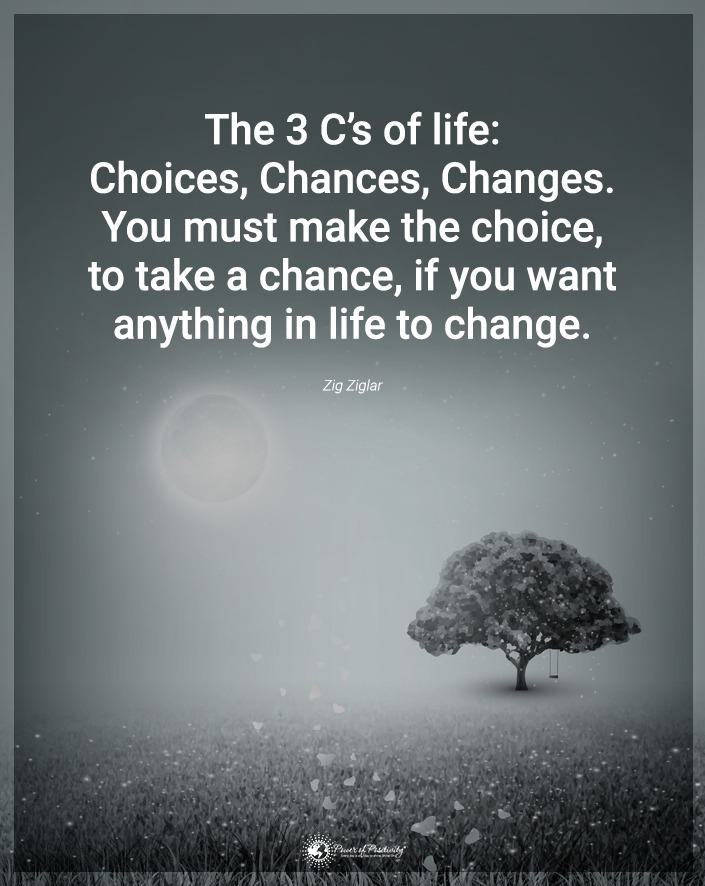 The 3 C’s of life:
Choices, Chances, Changes.
You must make the choice,
to take a chance, if you want
anything in life to change.
Zig Ziglar
Power of Positivity